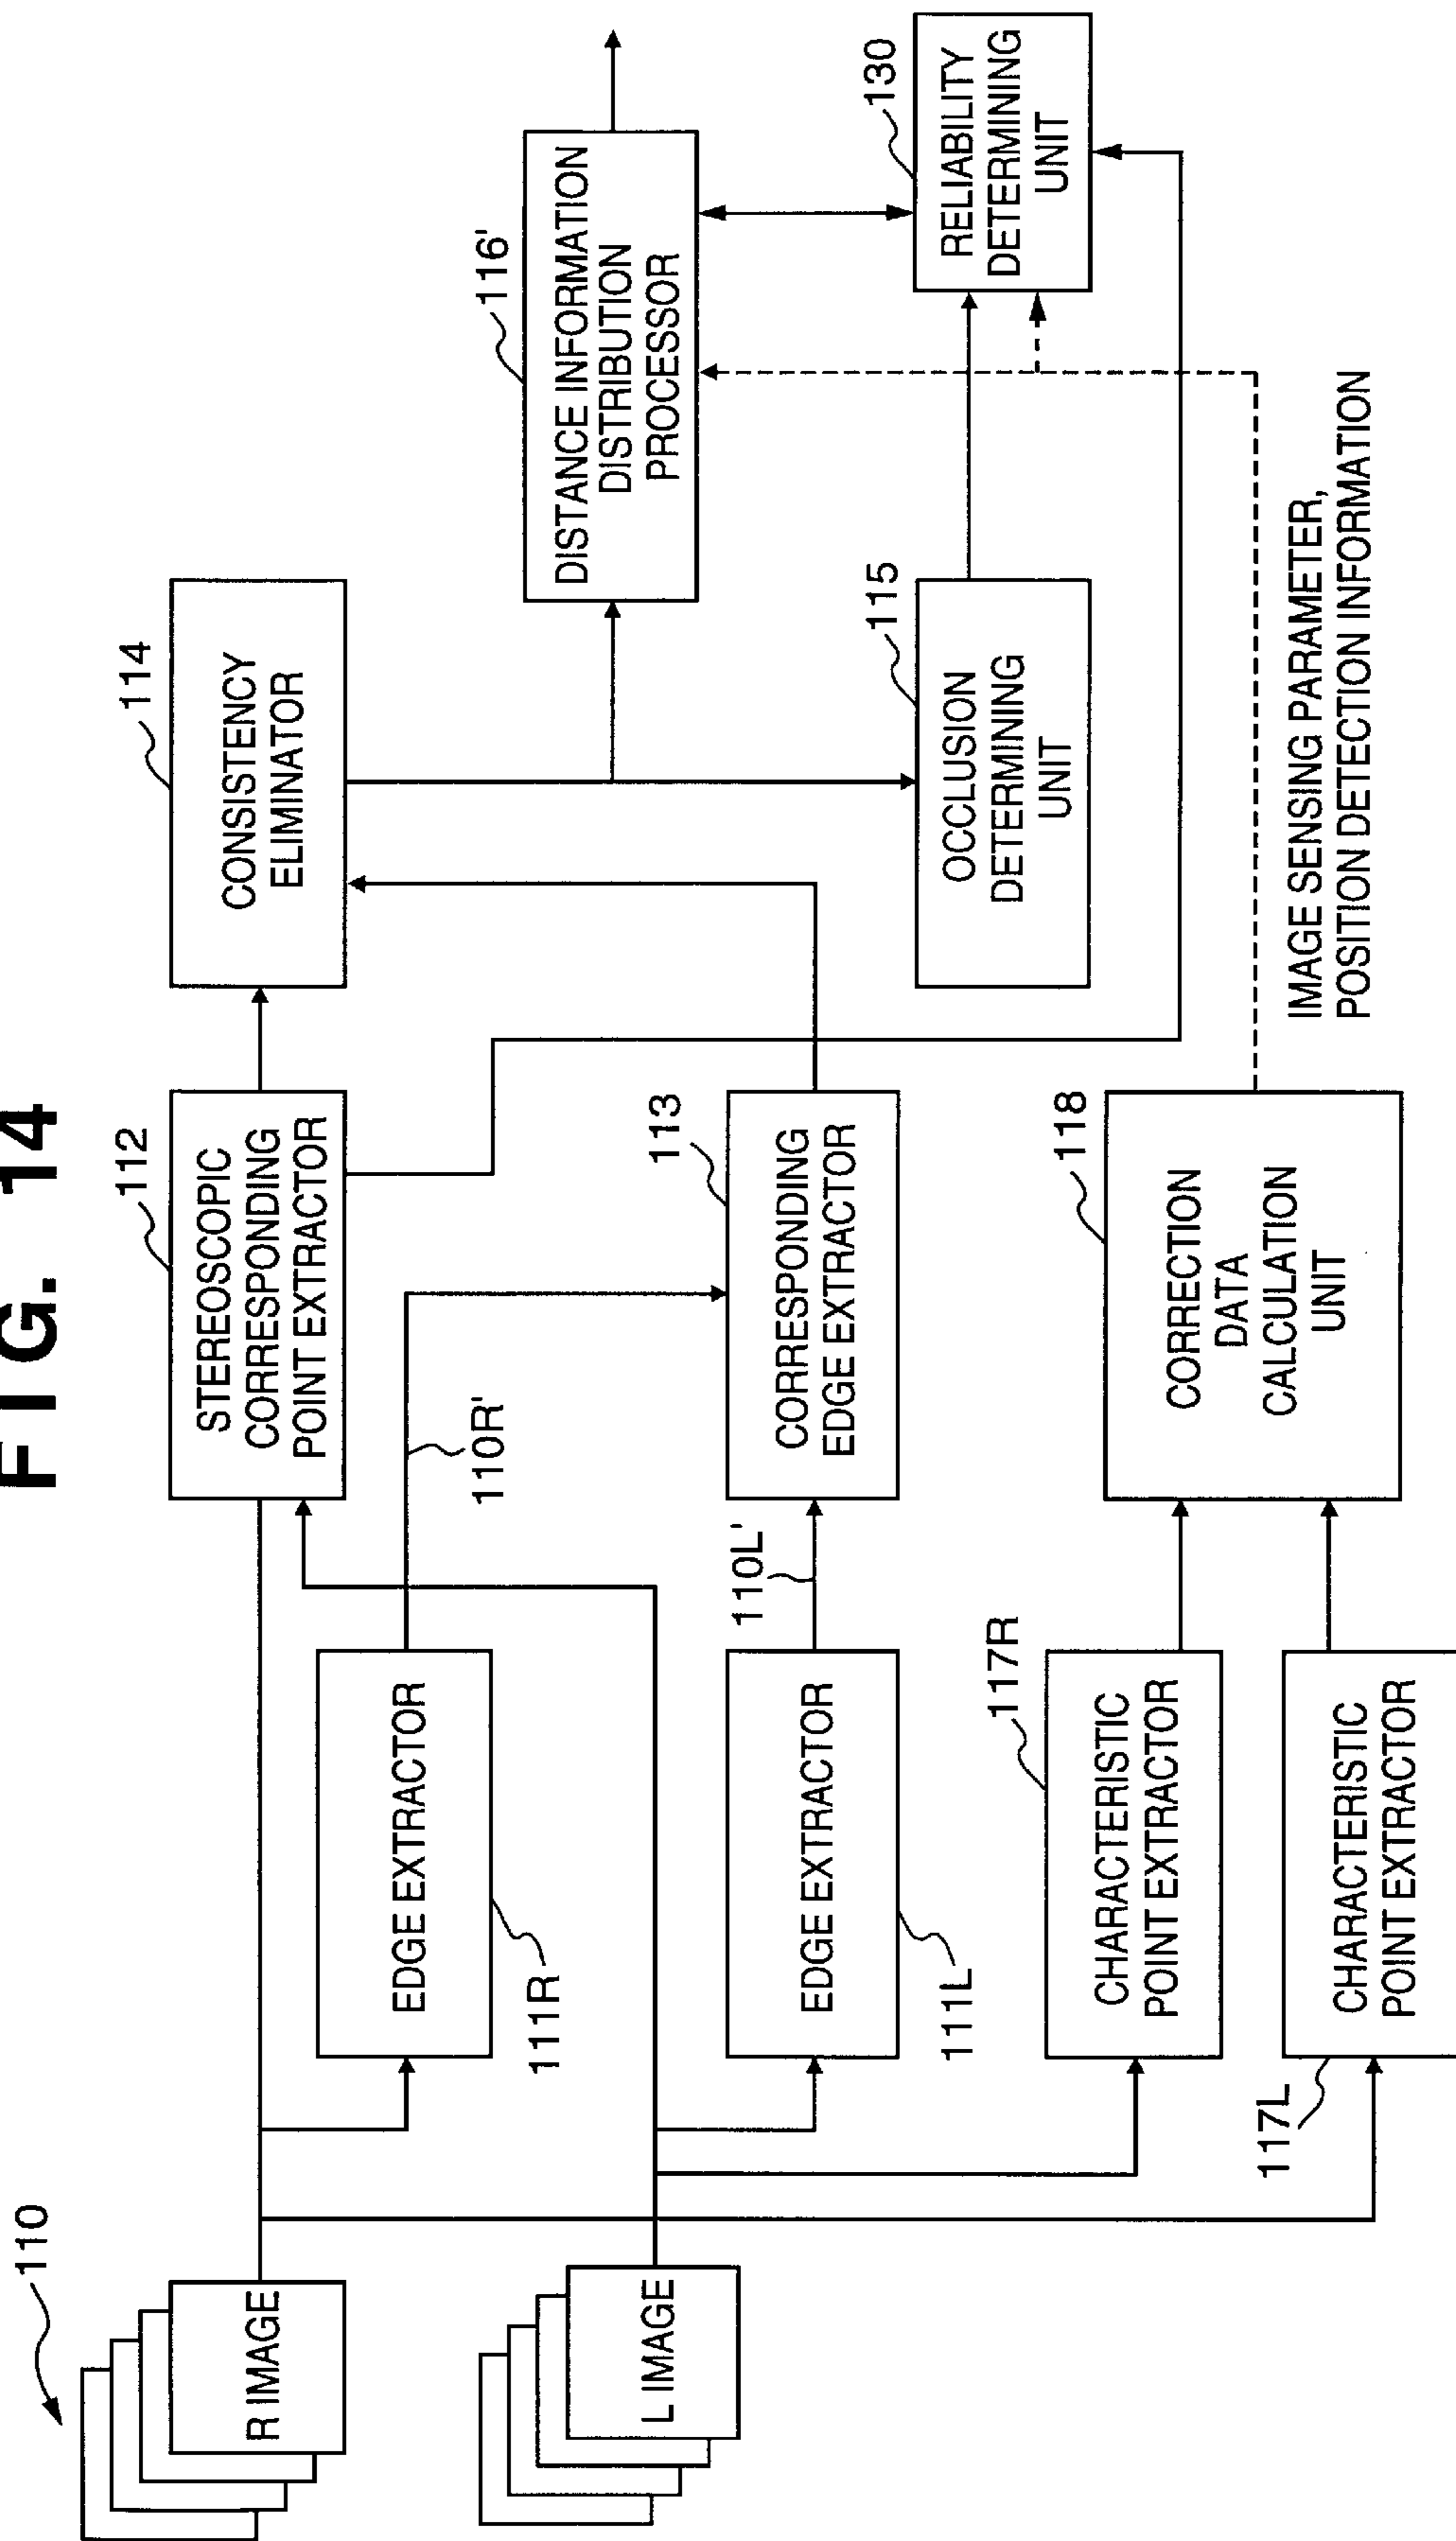 FIG. 14
110
R IMAGE
L IMAGE
EDGE EXTRACTOR
111R
110R'
EDGE EXTRACTOR
111L
110L'
CHARACTERISTIC
POINT EXTRACTOR
117R
CHARACTERISTIC
POINT EXTRACTOR
117L
STEREOSCOPIC
CORRESPONDING
POINT EXTRACTOR
112
CORRESPONDING
EDGE EXTRACTOR
113
CORRECTION
DATA
CALCULATION
UNIT
118
CONSISTENCY
ELIMINATOR
114
OCCLUSION
DETERMINING
UNIT
115
IMAGE SENSING PARAMETER,
POSITION DETECTION INFORMATION
DISTANCE INFORMATION
DISTRIBUTION
PROCESSOR
116'
RELIABILITY
DETERMINING
UNIT
130